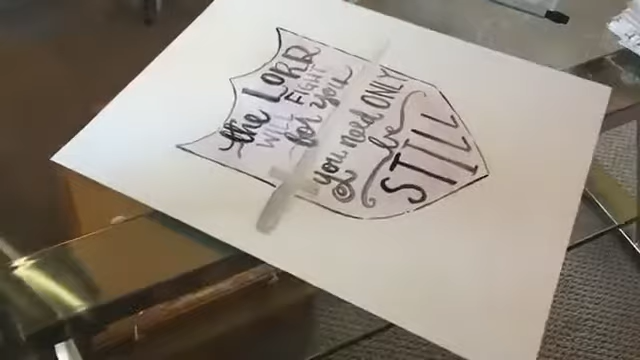 the LORD
WILL FIGHT
for you
you need ONLY
be
STILL